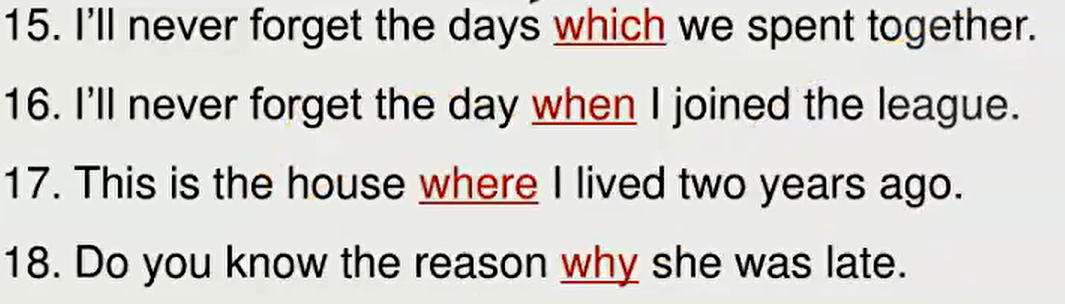 15. I'll never forget the days which we spent together.
16. I'll never forget the day when I joined the league.
17. This is the house where I lived two years ago.
18. Do you know the reason why she was late.